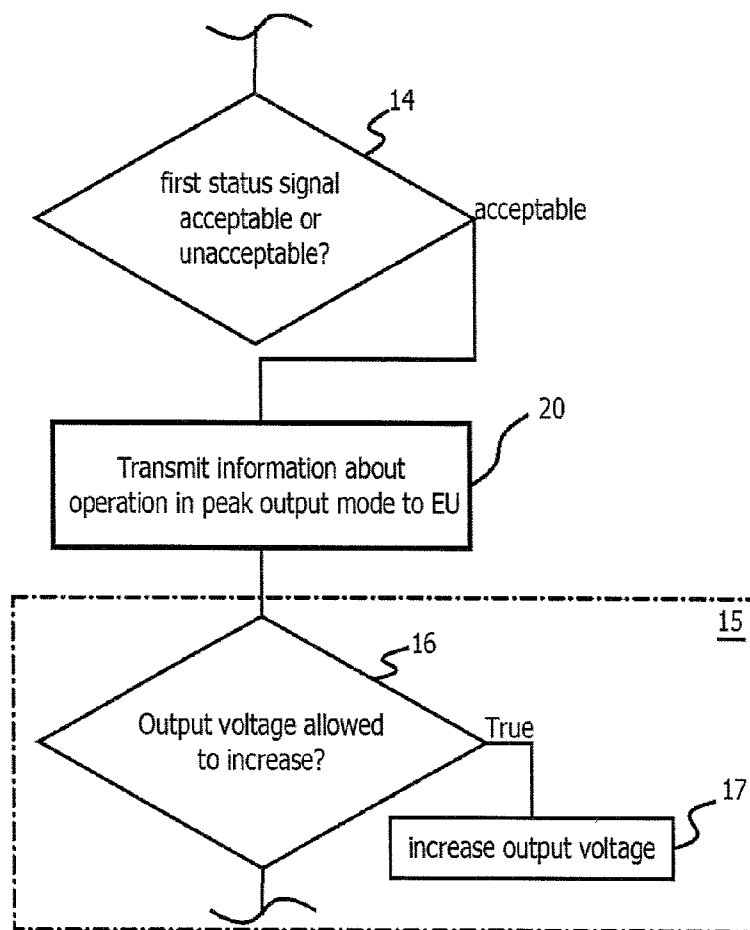 14
first status signal
acceptable or
unacceptable?
acceptable
20
Transmit information about
operation in peak output mode to EU
15
16
Output voltage allowed
to increase?
True
17
increase output voltage